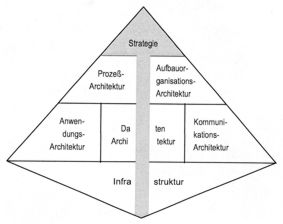 Strategie
Prozeß-
Architektur
Aufbauor-
ganisations-
Architektur
Anwen-
dungs-
Architektur
Da ten
Archi tektur
Kommuni-
kations-
Architektur
Infra struktur